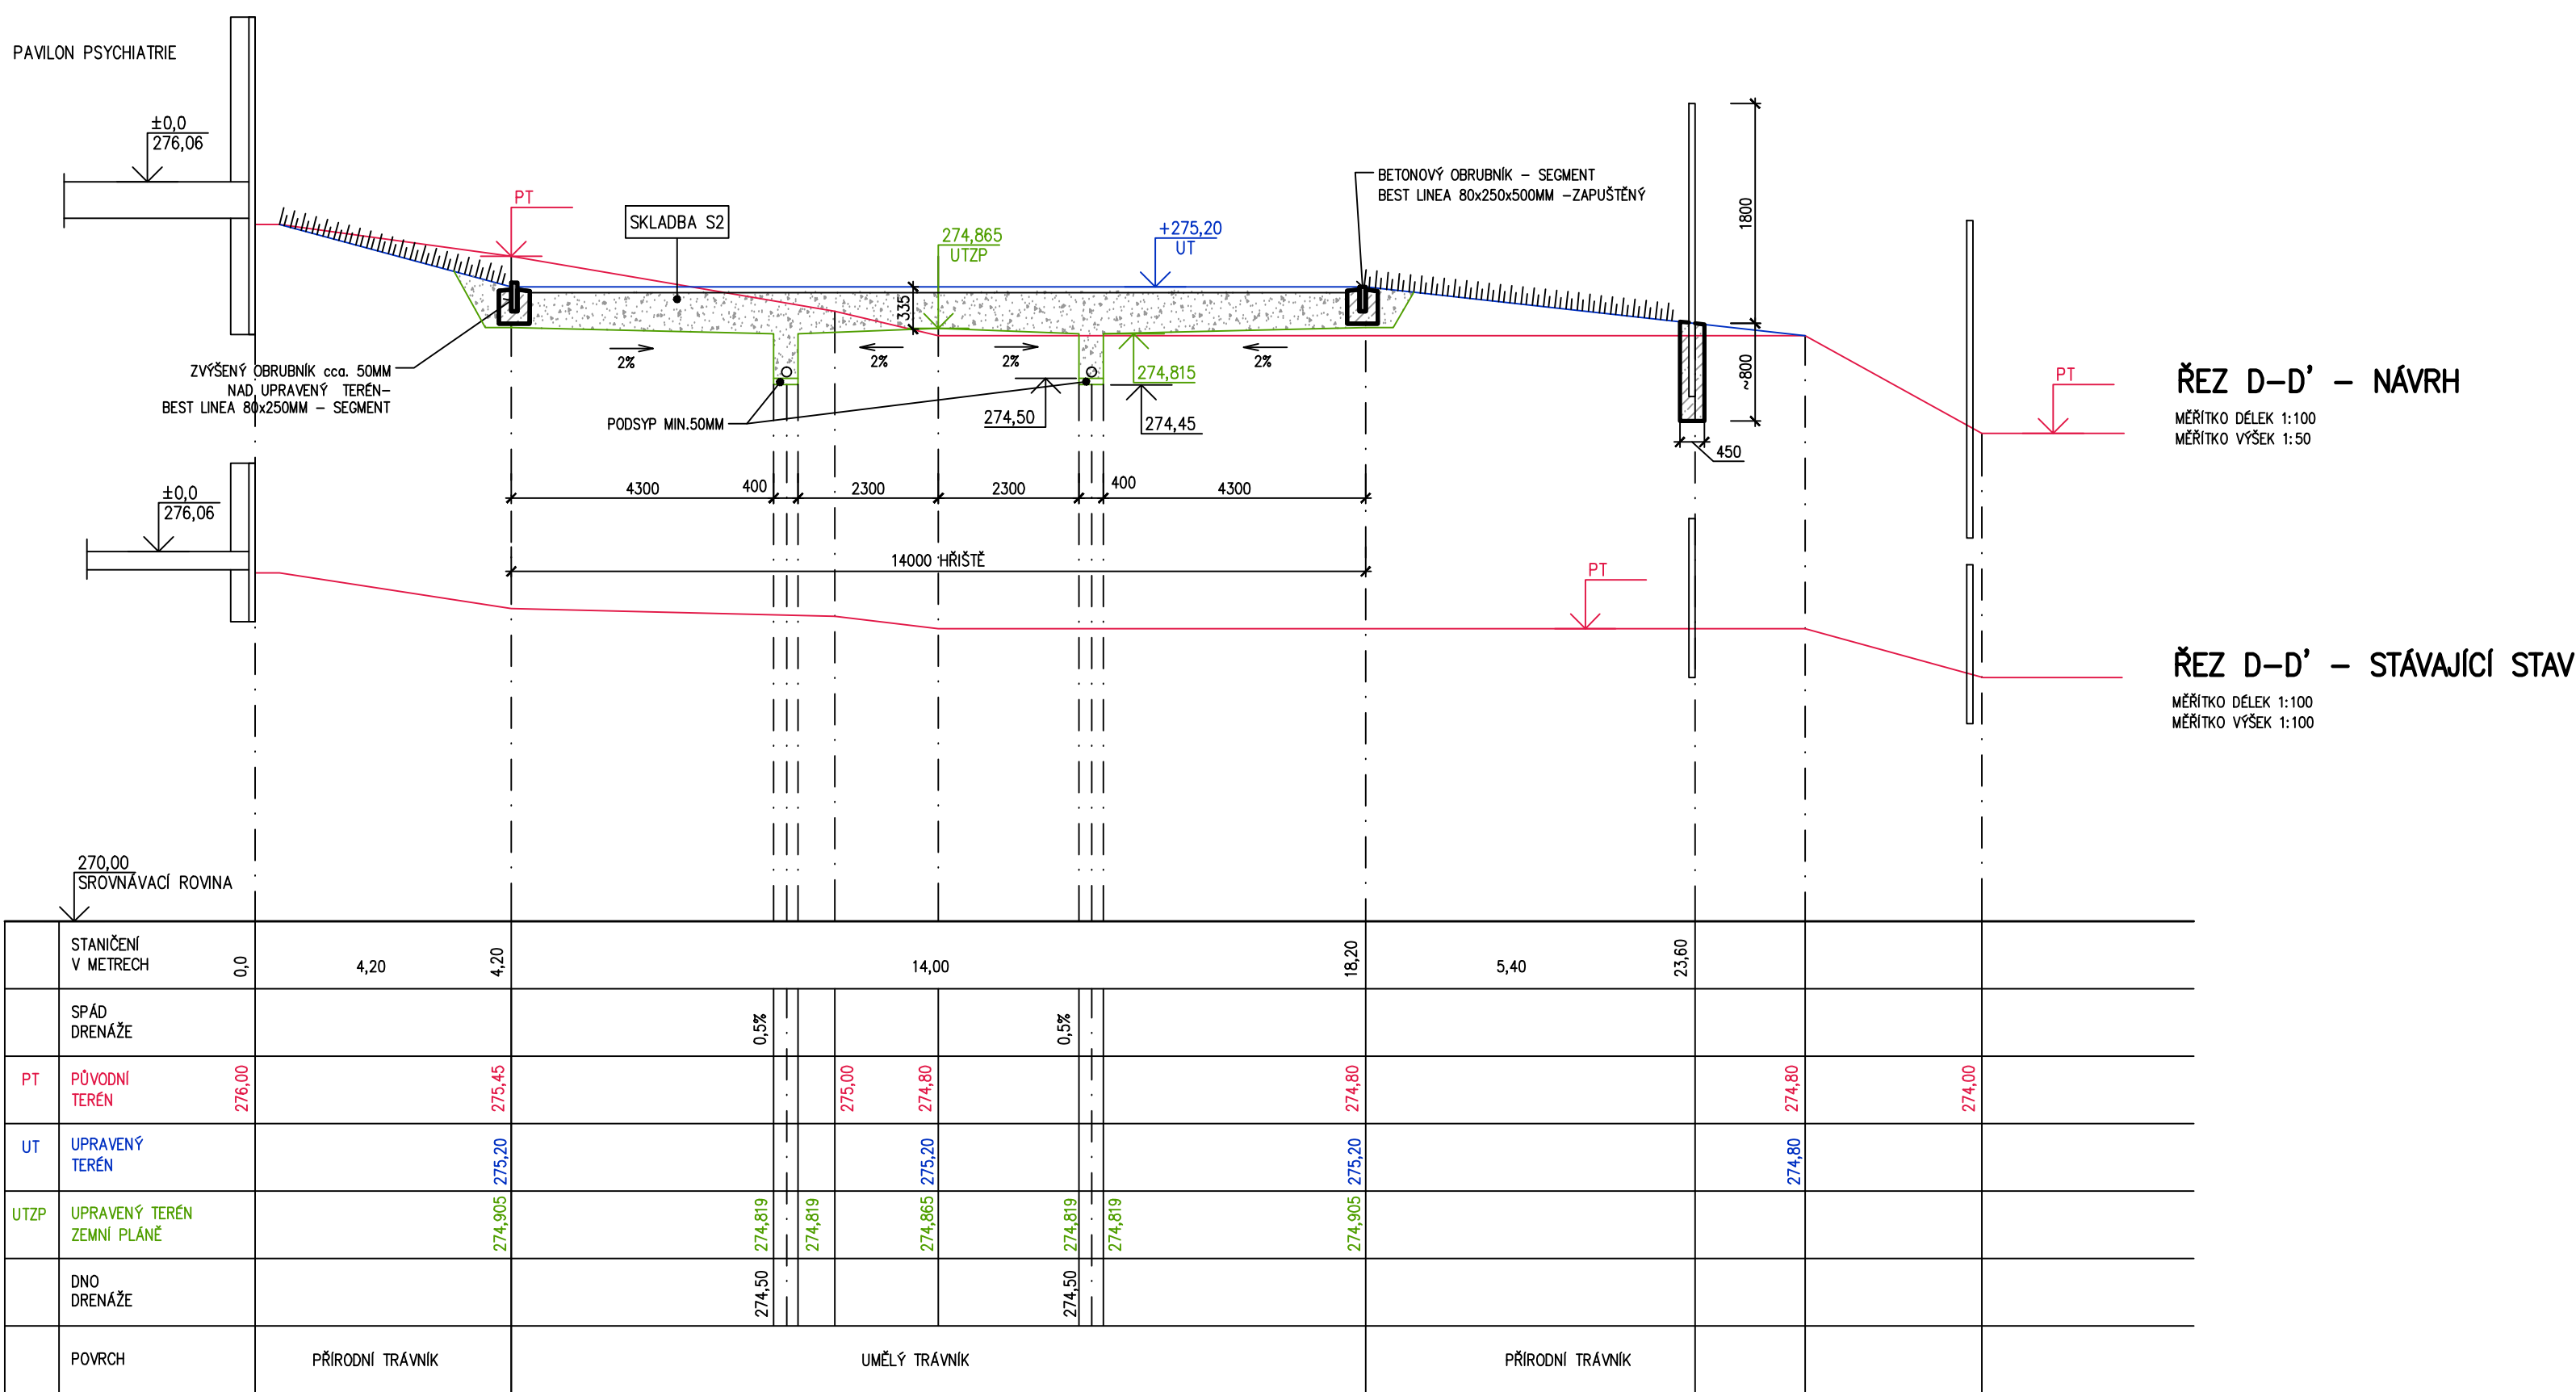 PAVILON PSYCHIATRIE
±0,0
276,06
PT
SKLADBA S2
274,865
UTZP
+275,20
UT
BETONOVÝ OBRUBNÍK – SEGMENT
BEST LINEA 80x250x500MM –ZAPUŠTĚNÝ
1800
335
2%
2%
2%
2%
274,815
~800
ZVÝŠENÝ OBRUBNÍK cca. 50MM
NAD UPRAVENÝ TERÉN–
BEST LINEA 80x250MM – SEGMENT
PODSYP MIN.50MM
274,50
274,45
450
PT
ŘEZ D–D' – NÁVRH
MĚŘÍTKO DÉLEK 1:100
MĚŘÍTKO VÝŠEK 1:50
±0,0
276,06
4300
400
2300
2300
400
4300
14000 HŘIŠTĚ
PT
ŘEZ D–D' – STÁVAJÍCÍ STAV
MĚŘÍTKO DÉLEK 1:100
MĚŘÍTKO VÝŠEK 1:100
270,00
SROVNÁVACÍ ROVINA
STANIČENÍ
V METRECH
0,0
4,20
4,20
14,00
18,20
5,40
23,60
SPÁD
DRENÁŽE
0,5%
0,5%
PT
PŮVODNÍ
TERÉN
276,00
275,45
275,00
274,80
274,80
274,80
274,00
UT
UPRAVENÝ
TERÉN
275,20
275,20
275,20
274,80
UTZP
UPRAVENÝ TERÉN
ZEMNÍ PLÁNĚ
274,905
274,819
274,819
274,865
274,819
274,819
274,905
DNO
DRENÁŽE
274,50
274,50
POVRCH
PŘÍRODNÍ TRÁVNÍK
UMĚLÝ TRÁVNÍK
PŘÍRODNÍ TRÁVNÍK